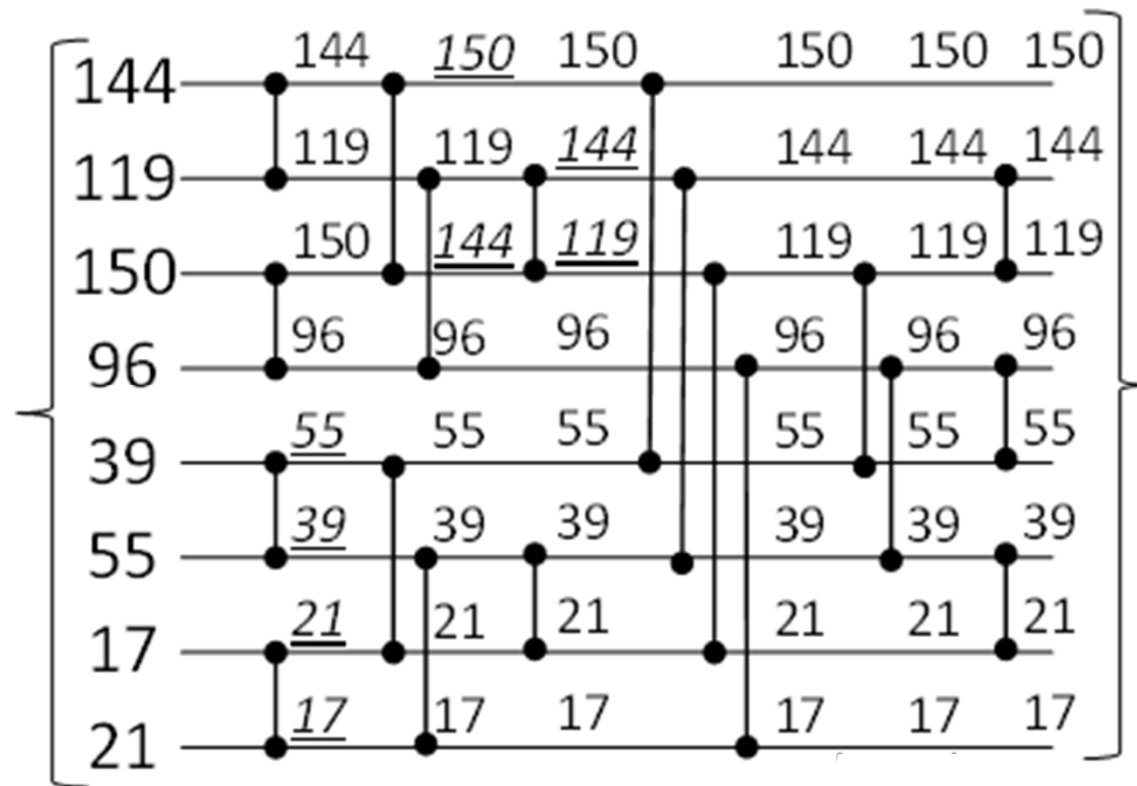 144 144 150 150 150 150 150
119 119 119 144 144 144 144
150 150 144 119 119 119 119
96 96 96 96 96 96 96
39 55 55 55 55 55 55
55 39 39 39 39 39 39
17 21 21 21 21 21 21
21 17 17 17 17 17 17